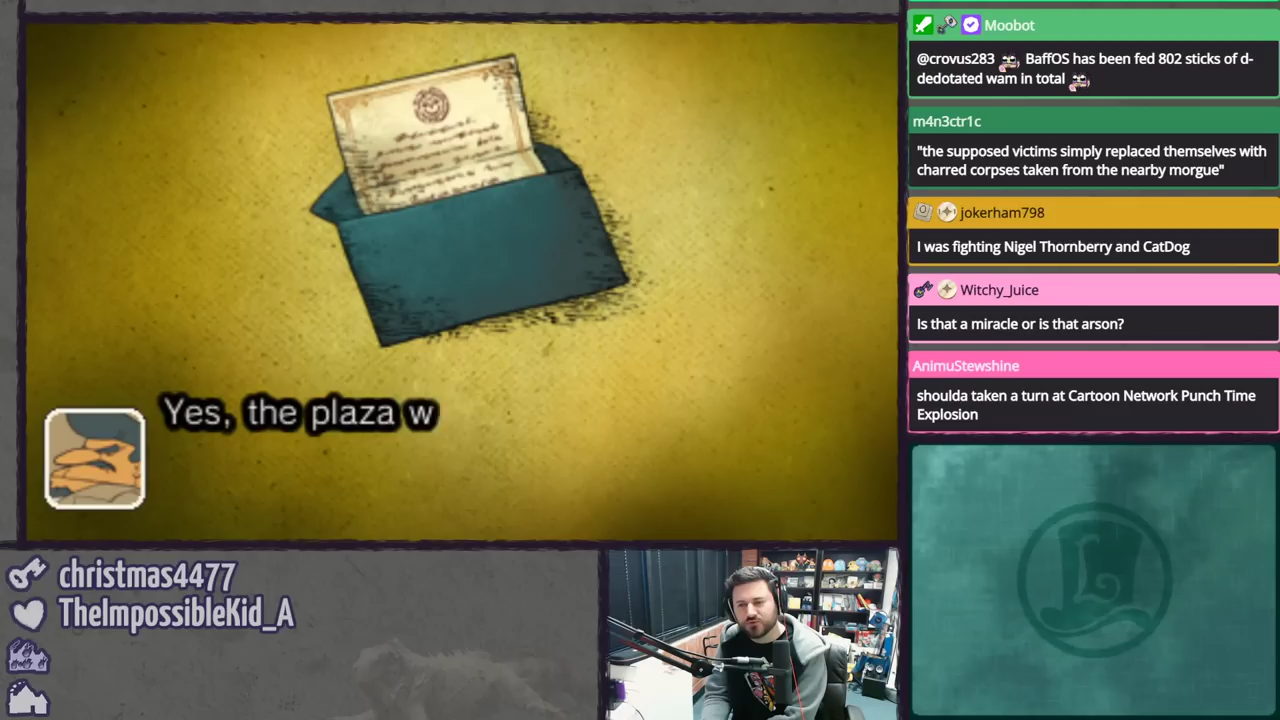 Yes, the plaza w
christmas4477
TheImpossibleKid_A
Moobot
@crovus283 BaffOS has been fed 802 sticks of d-
dedotated wam in total
m4n3ctr1c
"the supposed victims simply replaced themselves with
charred corpses taken from the nearby morgue"
jokerham798
I was fighting Nigel Thornberry and CatDog
Witchy_Juice
Is that a miracle or is that arson?
AnimuStewshine
shoulda taken a turn at Cartoon Network Punch Time
Explosion